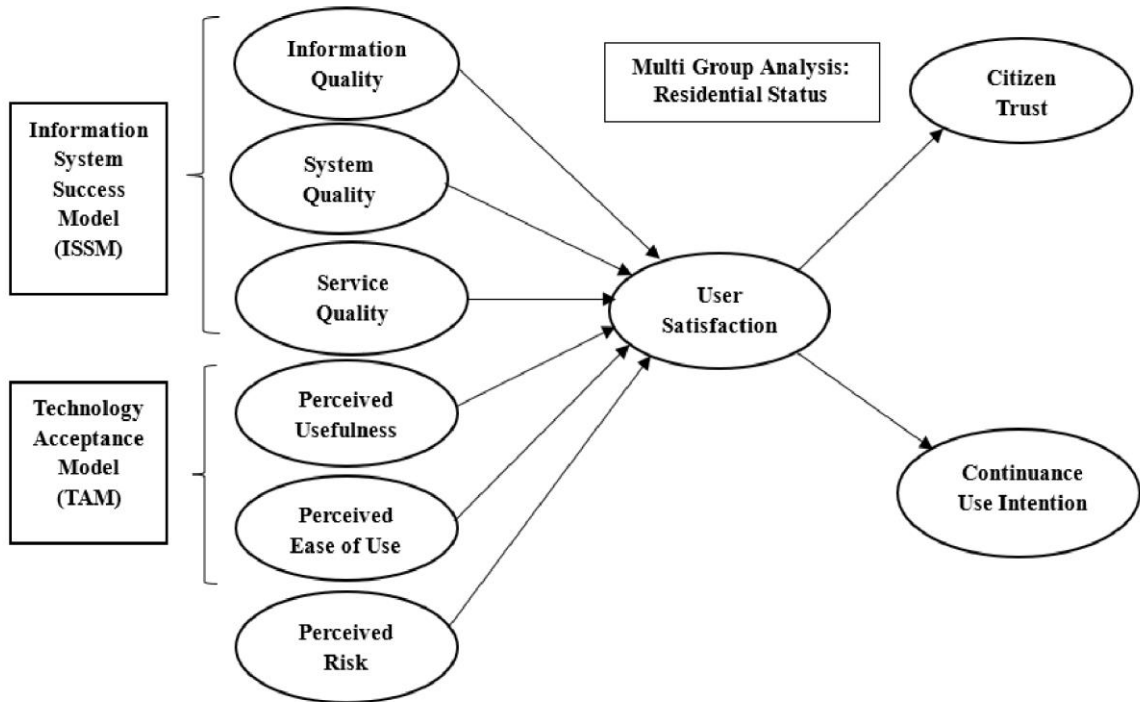 Information
System
Success
Model
(ISSM)
Technology
Acceptance
Model
(TAM)
Information
Quality
System
Quality
Service
Quality
Perceived
Usefulness
Perceived
Ease of Use
Perceived
Risk
Multi Group Analysis:
Residential Status
User
Satisfaction
Citizen
Trust
Continuance
Use Intention